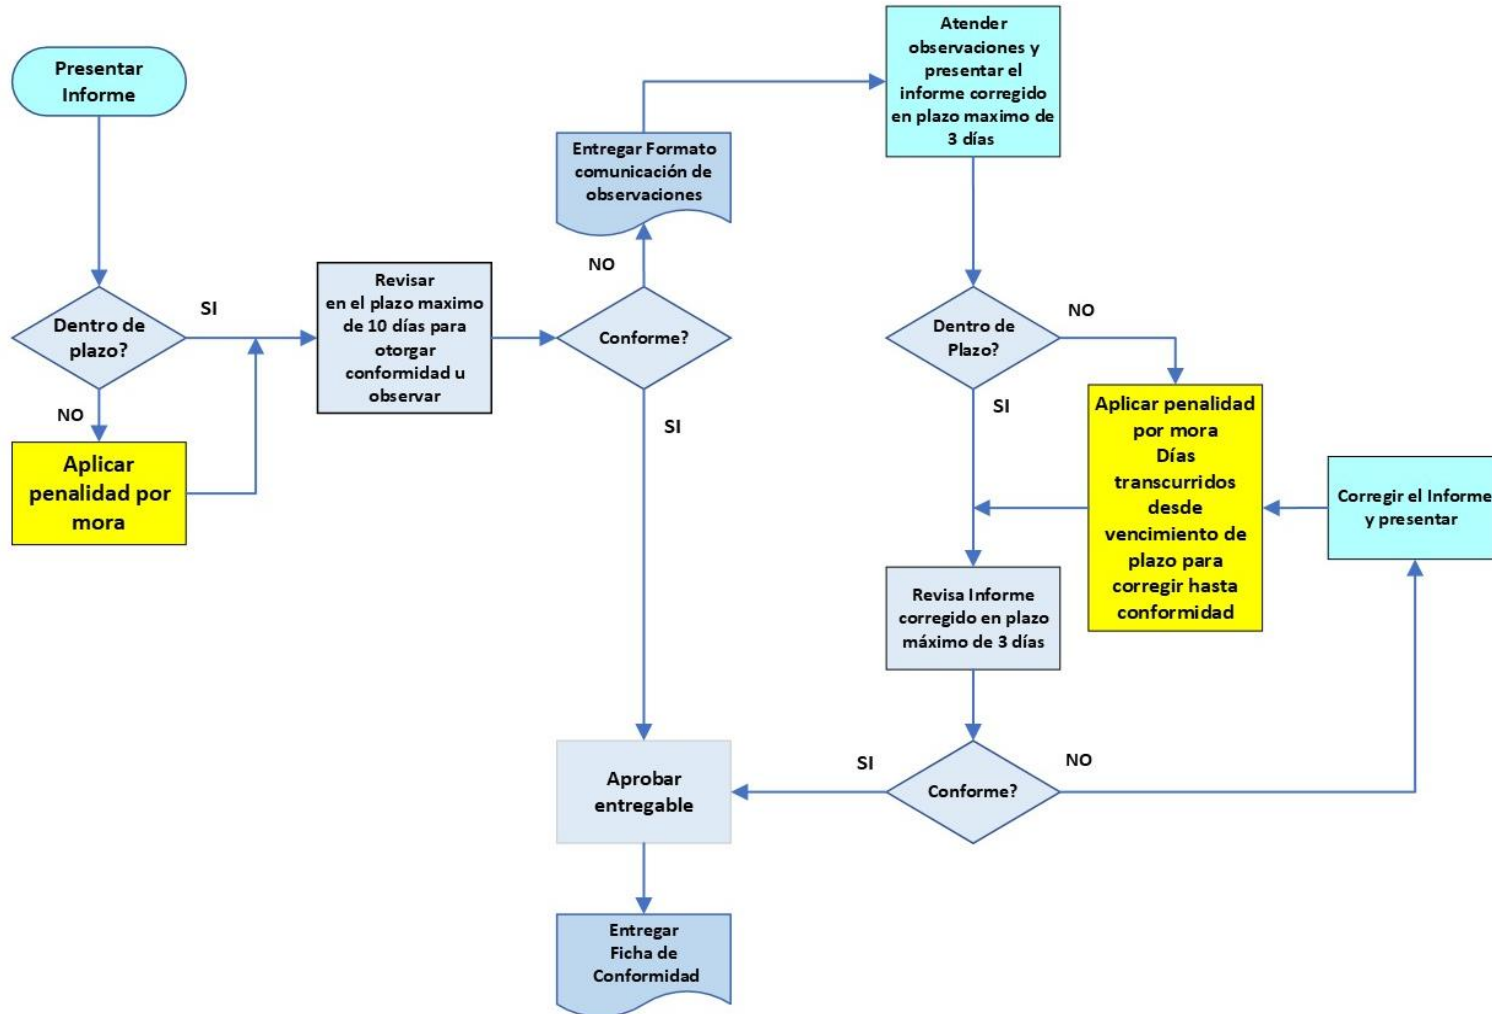 Presentar
Informe
Dentro de
plazo?
SI
NO
Aplicar
penalidad por
mora
Revisar
en el plazo maximo
de 10 días para
otorgar
conformidad u
observar
Conforme?
NO
SI
Entregar Formato
comunicación de
observaciones
Atender
observaciones y
presentar el
informe corregido
en plazo maximo de
3 días
Dentro de
Plazo?
NO
SI
Aplicar penalidad
por mora
Días
transcurridos
desde
vencimiento de
plazo para
corregir hasta
conformidad
Corregir el Informe
y presentar
Revisa Informe
corregido en plazo
máximo de 3 días
Conforme?
SI
NO
Aprobar
entregable
Entregar
Ficha de
Conformidad